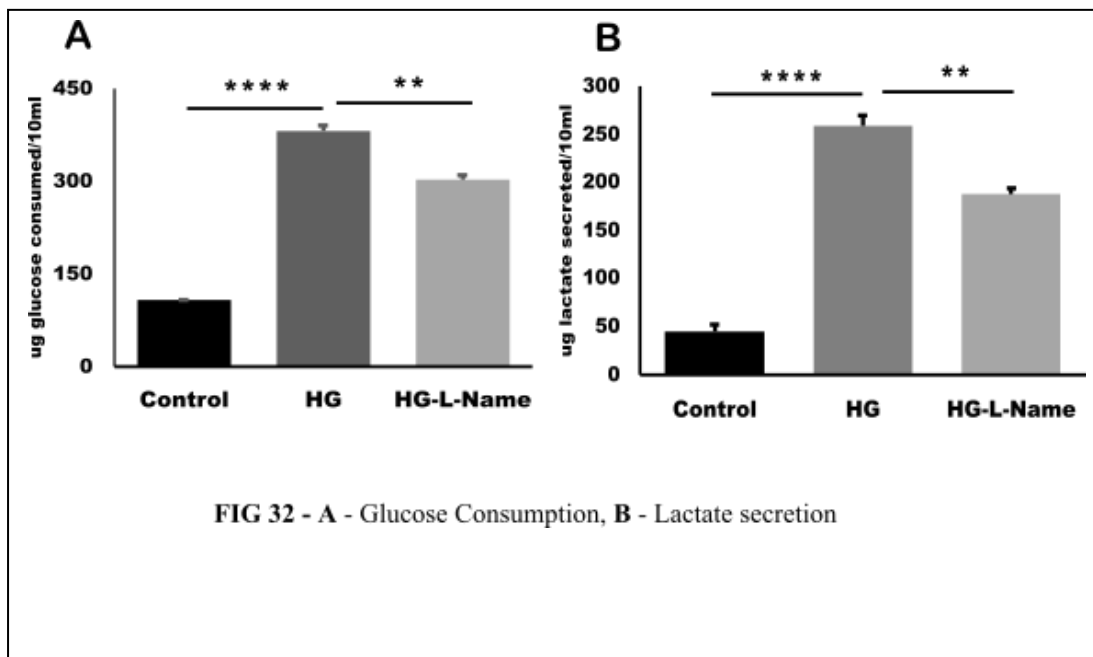 A
ug glucose consumed/10ml
450
300
150
0
****
**
Control HG HG-L-Name
B
ug lactate secreted/10ml
300
250
200
150
100
50
0
****
**
Control HG HG-L-Name
FIG 32 - A - Glucose Consumption, B - Lactate secretion